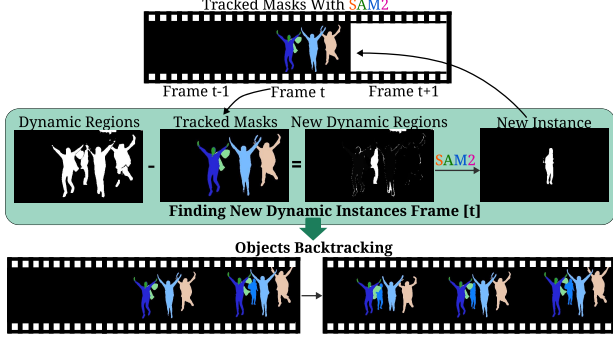 Tracked Masks With SAM2
Frame t-1
Frame t
Frame t+1
Dynamic Regions
Tracked Masks
New Dynamic Regions
New Instance
-
=
SAM2
Finding New Dynamic Instances Frame [t]
Objects Backtracking